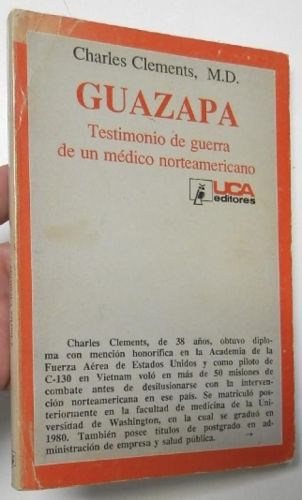 Charles Clements, M.D.
GUAZAPA
Testimonio de guerra
de un médico norteamericano
UCA
editores
Charles Clements, de 38 años, obtuvo diplo-
ma con mención honorífica en la Academia de la
Fuerza Aérea de Estados Unidos y como piloto de
C-130 en Vietnam voló en más de 50 misiones de
combate antes de desilusionarse con la interven-
ción norteamericana en ese país. Se matriculó pos-
teriormente en la facultad de medicina de la Uni-
versidad de Washington, en la cual se graduó en
1980. También posee títulos de postgrado en ad-
ministración de empresa y salud pública.